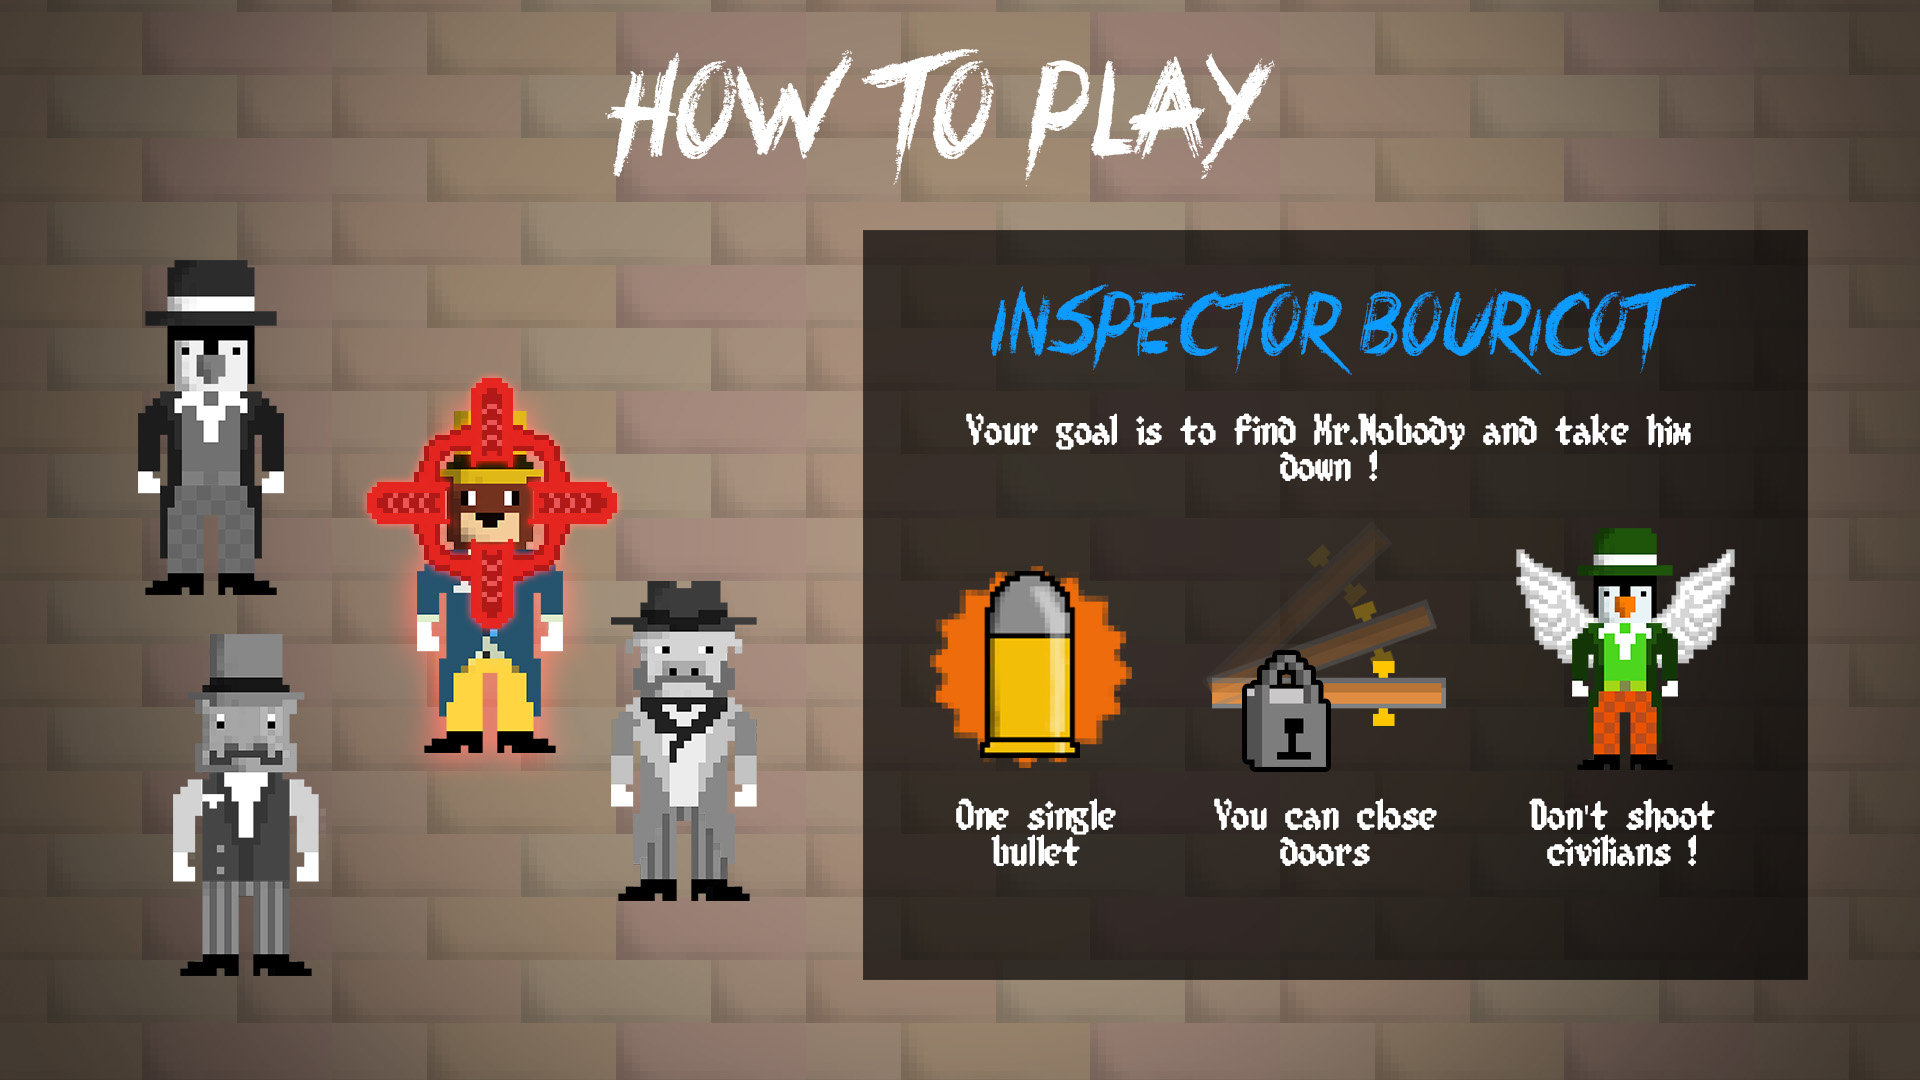 HOW TO PLAY
INSPECTOR BOURICOT
Your goal is to find Mr.Nobody and take him
down !
One single
bullet
You can close
doors
Don't shoot
civilians !